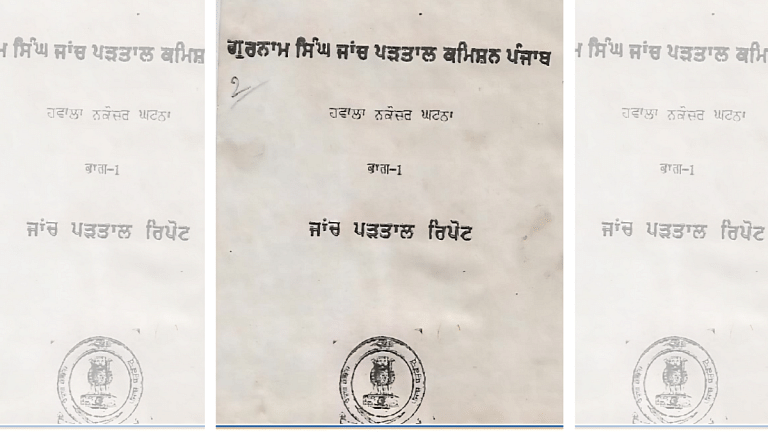 ਗੁਰਨਾਮ ਸਿੰਘ ਜਾਂਚ ਪੜਤਾਲ ਕਮਿਸ਼ਨ ਪੰਜਾਬ
ਹਵਾਲਾ ਨਕੋਦਰ ਘਟਨਾ
ਭਾਗ-1
ਜਾਂਚ ਪੜਤਾਲ ਰਿਪੋਟ